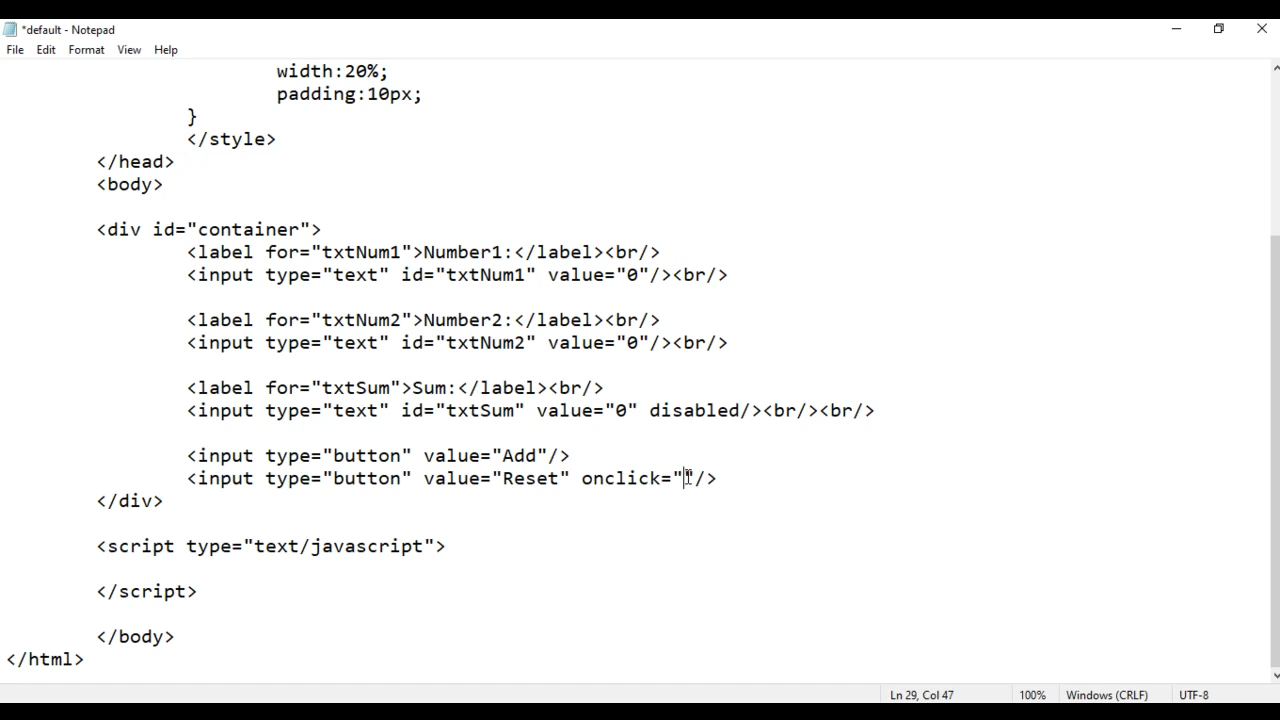 *default - Notepad
File Edit Format View Help
width:20%;
padding:10px;
}
</style>
</head>
<body>
<div id="container">
<label for="txtNum1">Number1:</label><br/>
<input type="text" id="txtNum1" value="0"/><br/>
<label for="txtNum2">Number2:</label><br/>
<input type="text" id="txtNum2" value="0"/><br/>
<label for="txtSum">Sum:</label><br/>
<input type="text" id="txtSum" value="0" disabled/><br/><br/>
<input type="button" value="Add"/>
<input type="button" value="Reset" onclick=""/>
</div>
<script type="text/javascript">
</script>
</body>
</html>
Ln 29, Col 47 100% Windows (CRLF) UTF-8